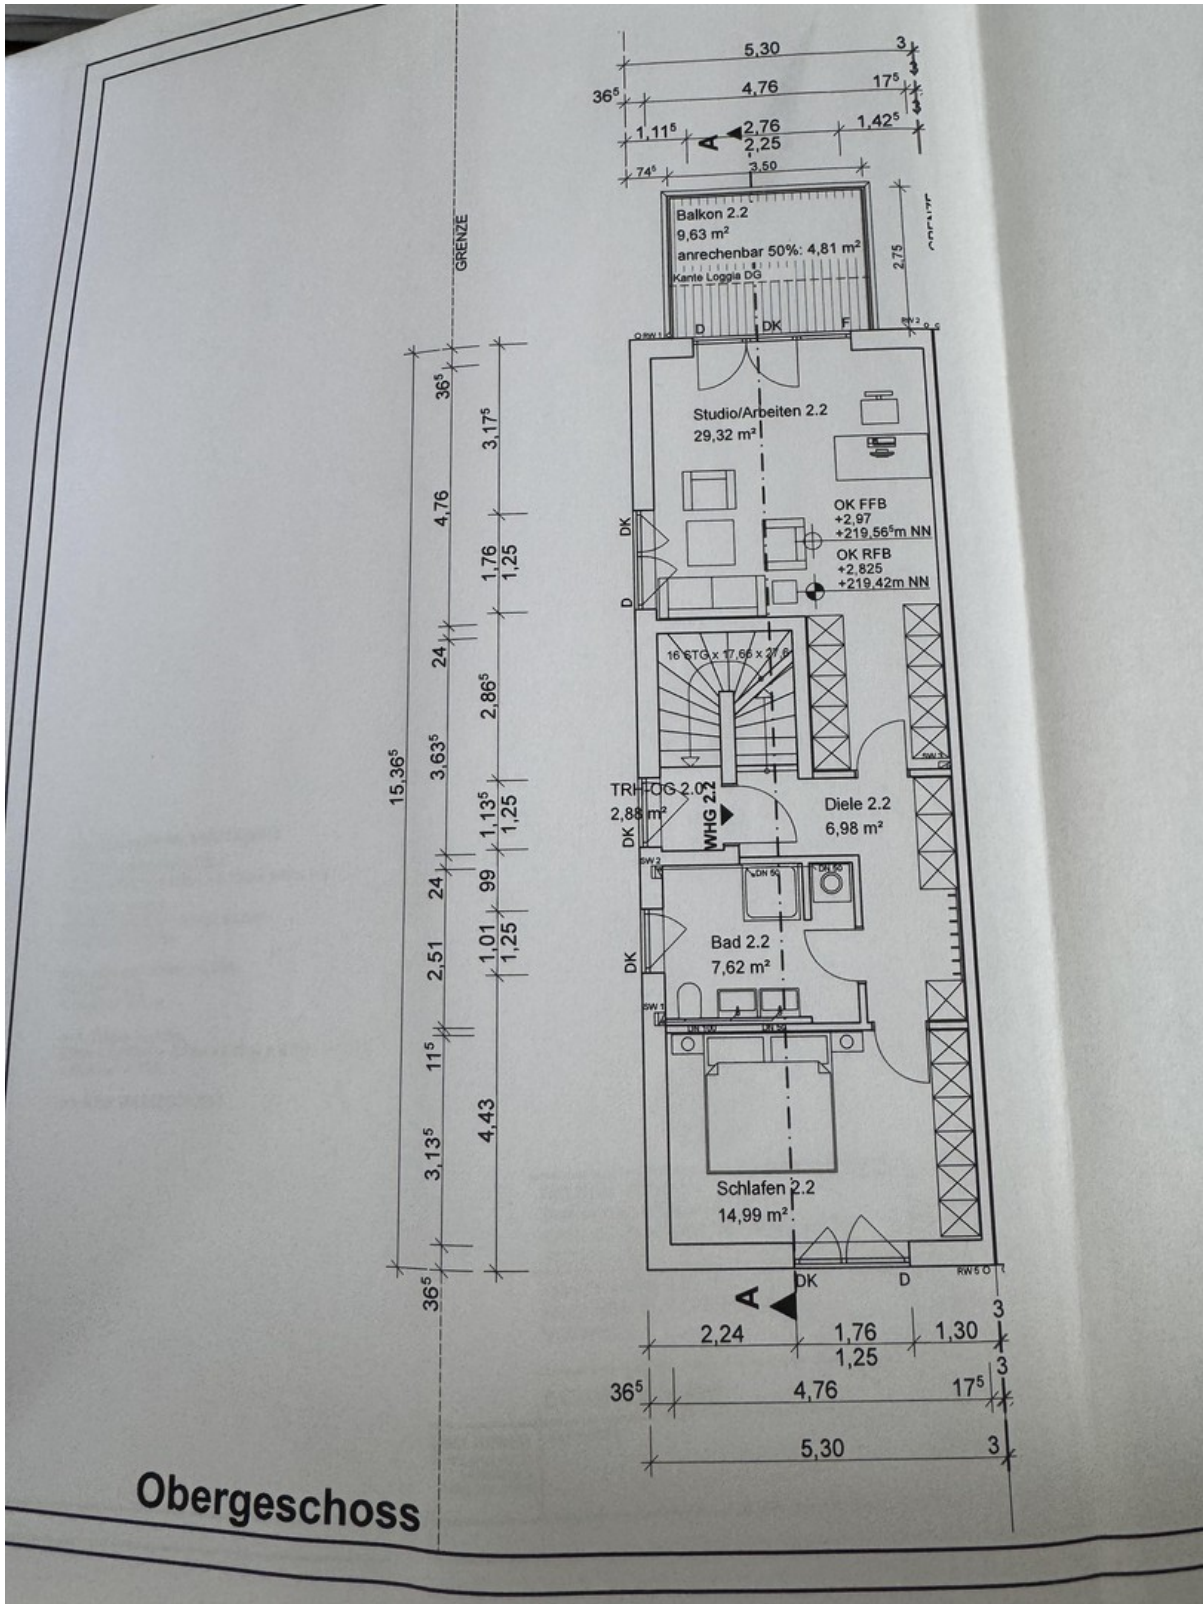 5,30 3
3
36⁵ 4,76 17⁵
3
1,11⁵ A 2,76 1,42⁵
2,25
74⁵ 3,50
GRENZE
Balkon 2.2
9,63 m²
anrechenbar 50%: 4,81 m²
Kante Loggia DG
2,75
RW 1 D DK F RW 2
36⁵
3,17⁵
Studio/Arbeiten 2.2
29,32 m²
4,76
DK
OK FFB
+2,97
+219,56⁵m NN
1,76
1,25
OK RFB
+2,825
+219,42m NN
D
24
16 STG x 17,66 x 27,6
2,86⁵
15,36⁵
3,63⁵
TRH-OG 2.0
2,88 m²
WHG 2.2
Diele 2.2
6,98 m²
1,13⁵
1,25
DK
SW 2
DN 50
DN 50
24
99
Bad 2.2
7,62 m²
2,51
1,01
1,25
DK
SW 1
DN 100 DN 50
11⁵
4,43
3,13⁵
Schlafen 2.2
14,99 m²
36⁵
DK D RW5
A
3
2,24 1,76 1,30
1,25
3
36⁵ 4,76 17⁵
5,30 3
Obergeschoss